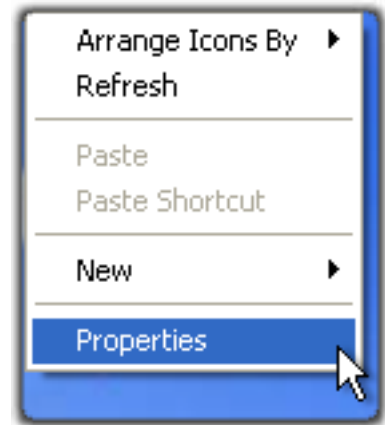 Arrange Icons By
Refresh
Paste
Paste Shortcut
New
Properties